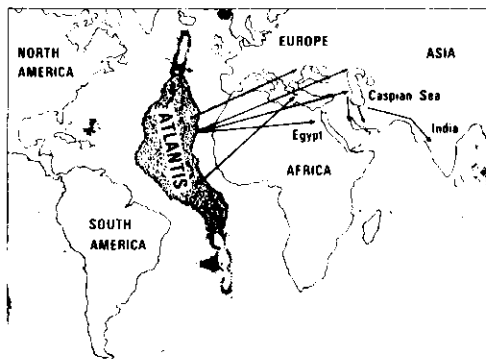 NORTH
AMERICA
EUROPE
ASIA
Caspian Sea
ATLANTIS
Egypt
India
AFRICA
SOUTH
AMERICA